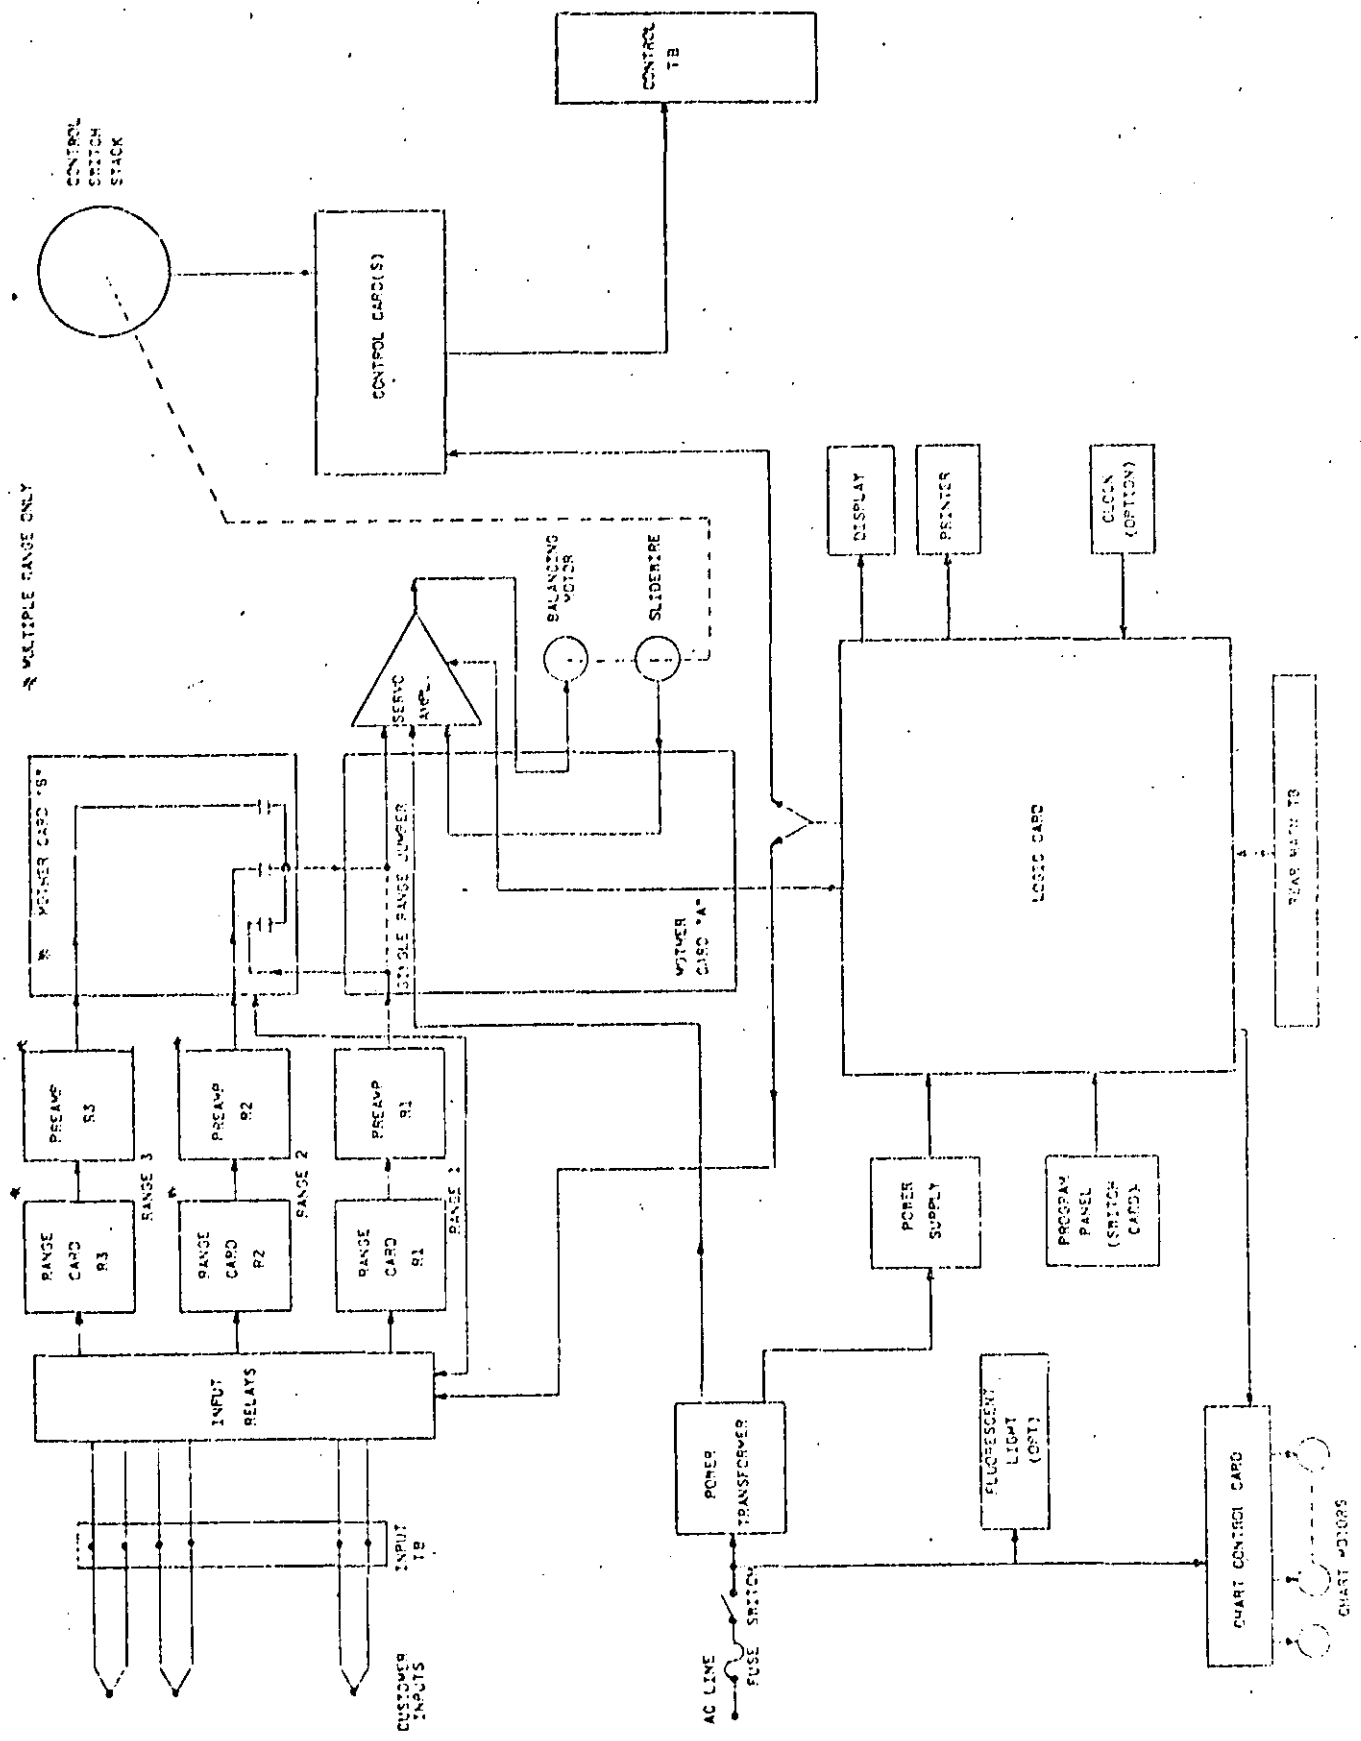 CUSTOMER
INPUTS
INPUT
TB
INPUT
RELAYS
RANGE
CARD
R3
RANGE 3
PREAMP
R3
RANGE
CARD
R2
RANGE 2
PREAMP
R2
RANGE
CARD
R1
RANGE 1
PREAMP
R1
MOTHER CARD "B"
SINGLE RANGE JUMPER
MOTHER
CARD "A"
SERVO
AMPL.
BALANCING
MOTOR
SLIDEWIRE
* MULTIPLE RANGE ONLY
CONTROL
SWITCH
STACK
CONTROL CARD(S)
CONTROL
TB
AC LINE
FUSE
SWITCH
POWER
TRANSFORMER
POWER
SUPPLY
PROGRAM
PANEL
(SWITCH
CARD)
FLUORESCENT
LIGHT
(OPT)
LOGIC CARD
DISPLAY
PRINTER
CLOCK
(OPTION)
REAR MAIN TB
CHART CONTROL CARD
CHART MOTORS